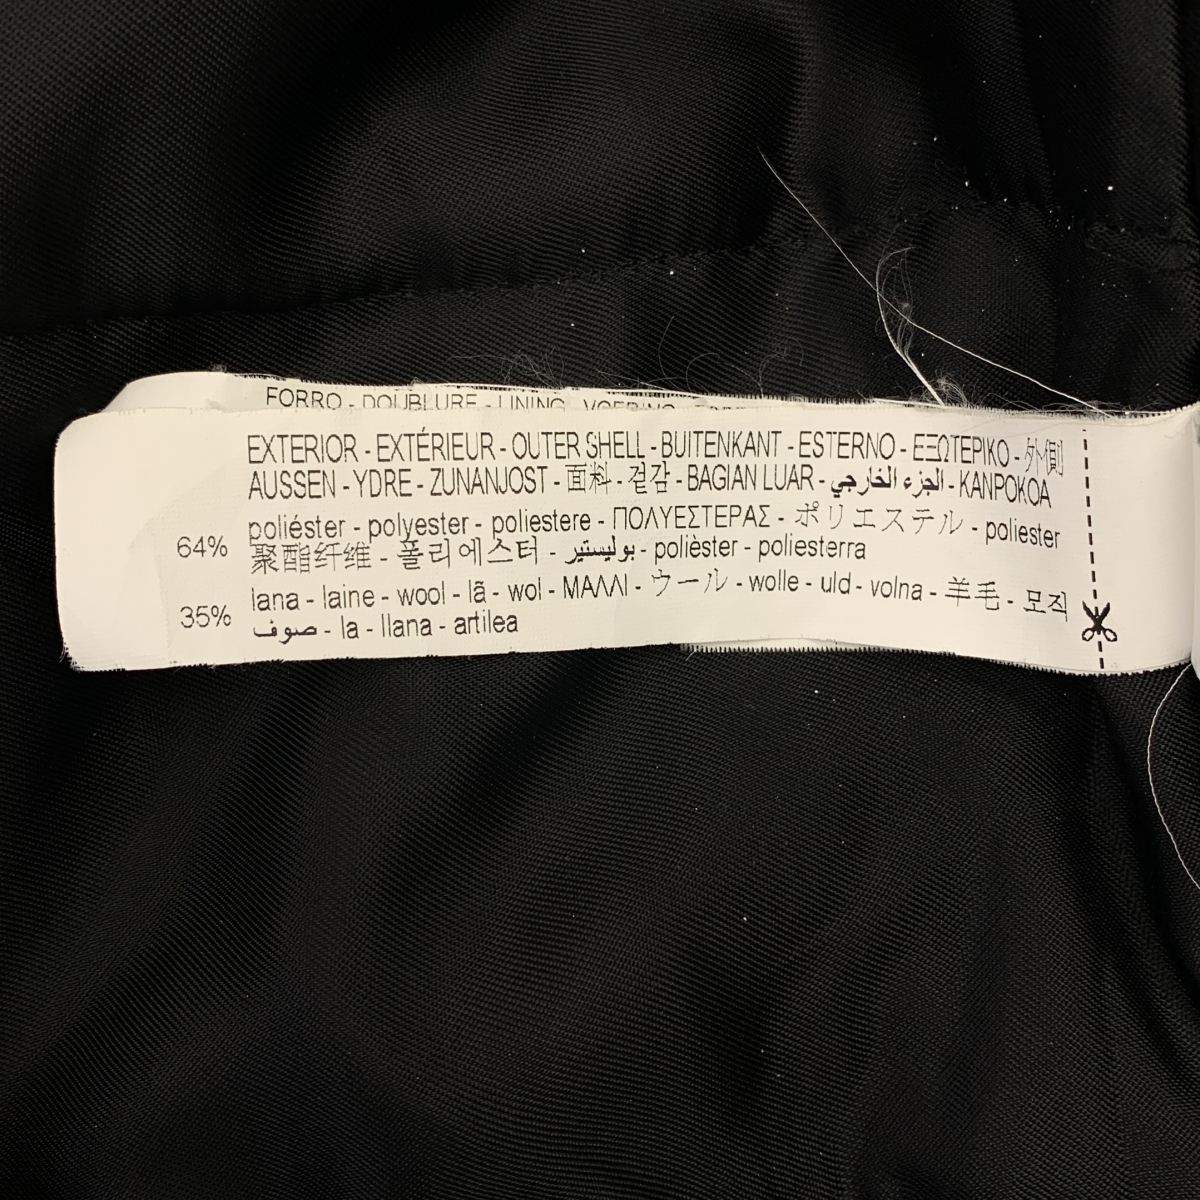 FORRO - DOUBLURE - LINING
EXTERIOR - EXTÉRIEUR - OUTER SHELL - BUITENKANT - ESTERNO - ΕΞΩΤΕΡΙΚΟ - 外側
AUSSEN - YDRE - ZUNANJOST - 面料 - 겉감 - BAGIAN LUAR - الجزء الخارجي - KANPOKOA
64% poliéster - polyester - poliestere - ΠΟΛΥΕΣΤΕΡΑΣ - ポリエステル - poliester
聚酯纤维 - 폴리에스터 - بوليستير - polièster - poliesterra
35% lana - laine - wool - lã - wol - ΜΑΛΛΙ - ウール - wolle - uld - volna - 羊毛 - 모직
صوف - la - llana - artilea